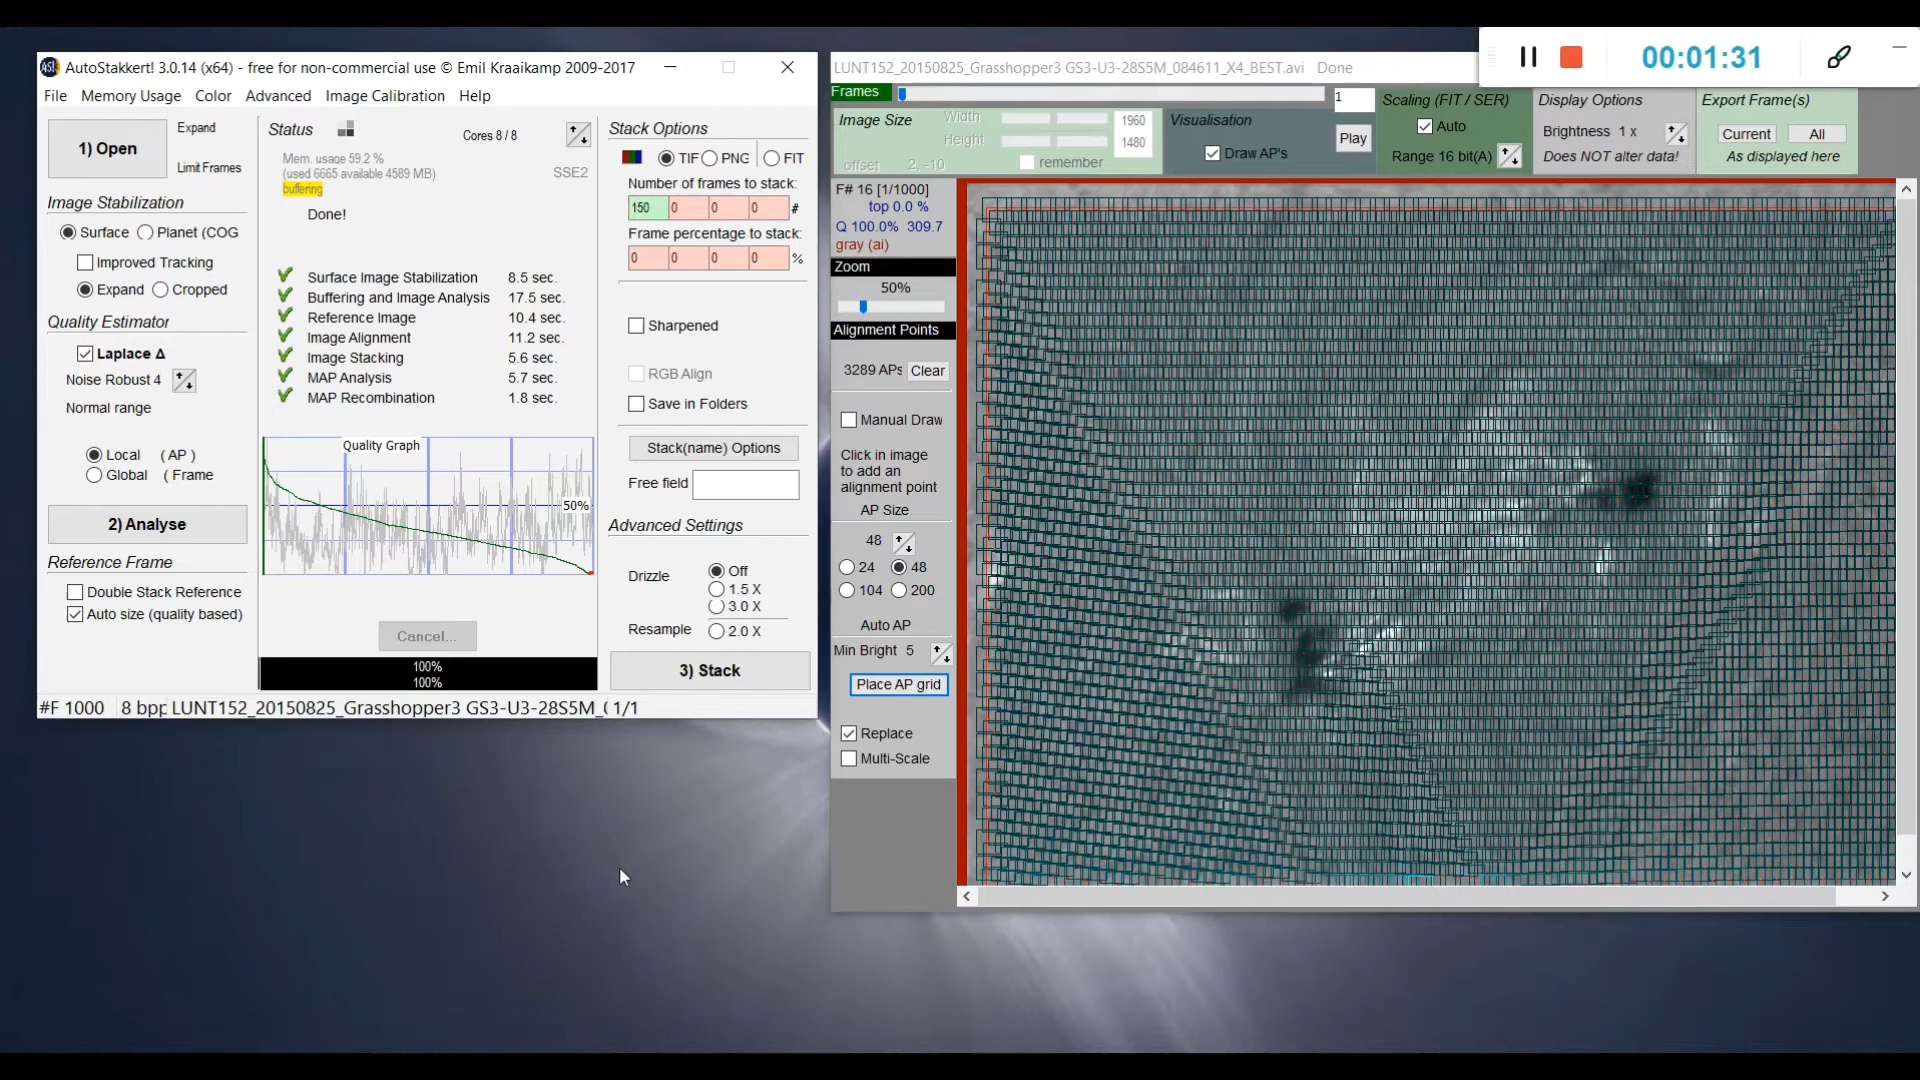 AutoStakkert! 3.0.14 (x64) - free for non-commercial use © Emil Kraaikamp 2009-2017
File Memory Usage Color Advanced Image Calibration Help
1) Open
Expand
Limit Frames
Image Stabilization
Surface Planet (COG
Improved Tracking
Expand Cropped
Quality Estimator
Laplace Δ
Noise Robust 4
Normal range
Local (AP)
Global (Frame
2) Analyse
Reference Frame
Double Stack Reference
Auto size (quality based)
Status
Cores 8 / 8
Mem. usage 59.2 %
(used 6665 available 4589 MB)
SSE2
buffering
Done!
Surface Image Stabilization 8.5 sec.
Buffering and Image Analysis 17.5 sec.
Reference Image 10.4 sec.
Image Alignment 11.2 sec.
Image Stacking 5.6 sec.
MAP Analysis 5.7 sec.
MAP Recombination 1.8 sec.
Quality Graph
50%
Cancel...
100%
100%
Stack Options
TIF PNG FIT
Number of frames to stack:
150 0 0 0 #
Frame percentage to stack:
0 0 0 0 %
Sharpened
RGB Align
Save in Folders
Stack(name) Options
Free field
Advanced Settings
Drizzle
Off
1.5 X
3.0 X
Resample 2.0 X
3) Stack
#F 1000 8 bpp LUNT152_20150825_Grasshopper3 GS3-U3-28S5M_( 1/1
LUNT152_20150825_Grasshopper3 GS3-U3-28S5M_084611_X4_BEST.avi Done
00:01:31
Frames
1
Image Size
Width 1960
Height 1480
offset 2, -10 remember
Visualisation
Draw AP's
Play
Scaling (FIT / SER)
Auto
Range 16 bit(A)
Display Options
Brightness 1 x
Does NOT alter data!
Export Frame(s)
Current All
As displayed here
F# 16 [1/1000]
top 0.0 %
Q 100.0% 309.7
gray (ai)
Zoom
50%
Alignment Points
3289 APs Clear
Manual Draw
Click in image
to add an
alignment point
AP Size
48
24 48
104 200
Auto AP
Min Bright 5
Place AP grid
Replace
Multi-Scale